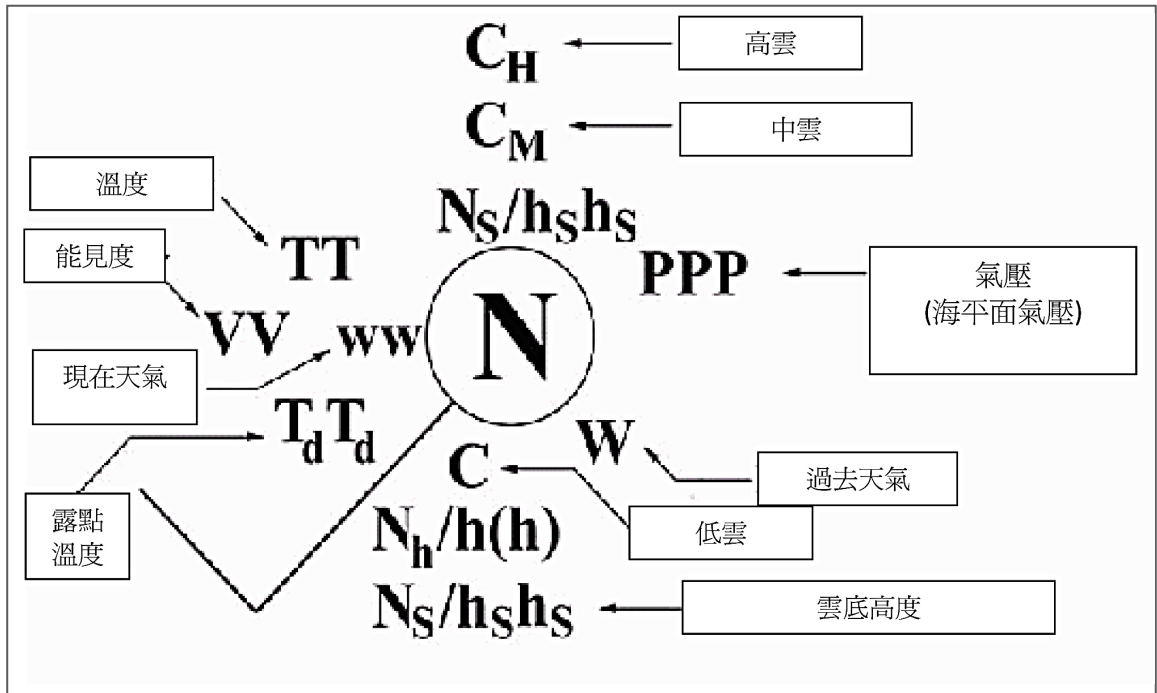 C_H
高雲
C_M
中雲
溫度
N_S/h_Sh_S
能見度
TT
PPP
氣壓
(海平面氣壓)
VV
ww
N
現在天氣
T_dT_d
C
W
過去天氣
露點
溫度
N_h/h(h)
低雲
N_S/h_Sh_S
雲底高度